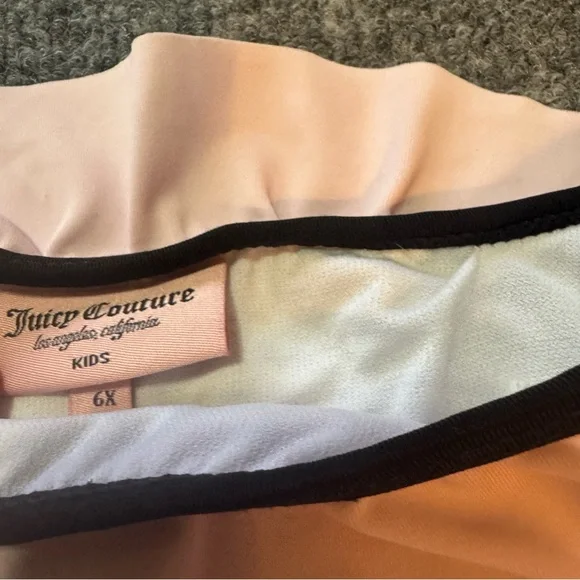 Juicy Couture
los angeles, california
KIDS
6X